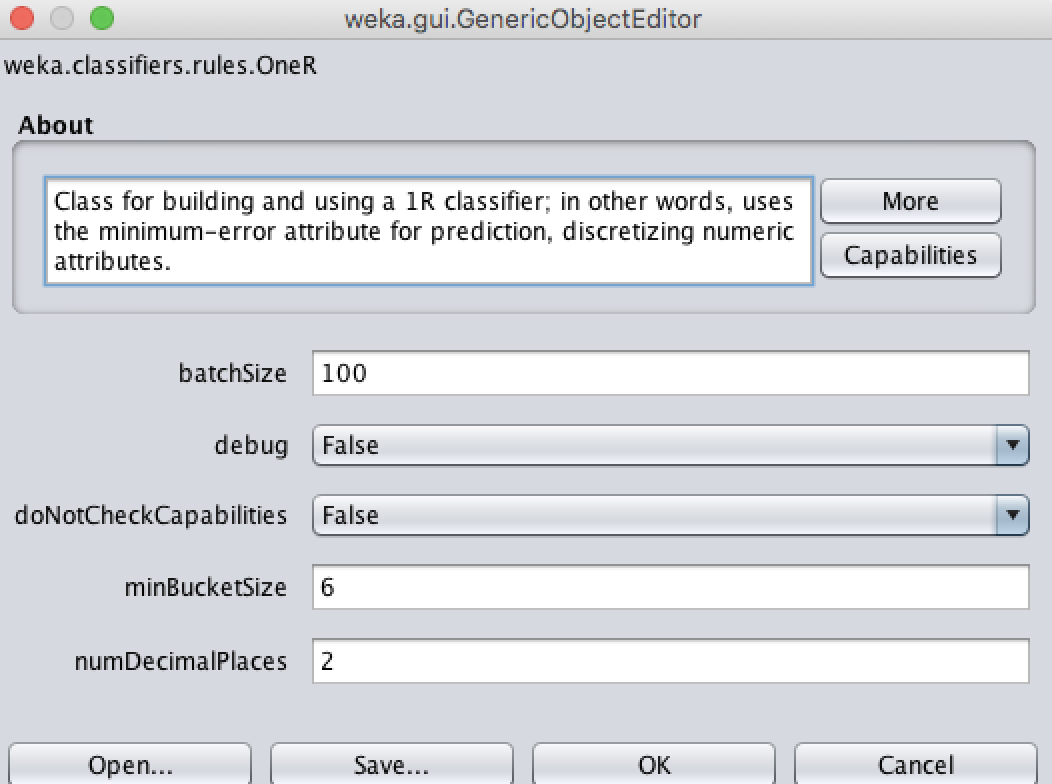 weka.gui.GenericObjectEditor
weka.classifiers.rules.OneR
About
Class for building and using a 1R classifier; in other words, uses
the minimum-error attribute for prediction, discretizing numeric
attributes.
More
Capabilities
batchSize 100
debug False
doNotCheckCapabilities False
minBucketSize 6
numDecimalPlaces 2
Open... Save... OK Cancel